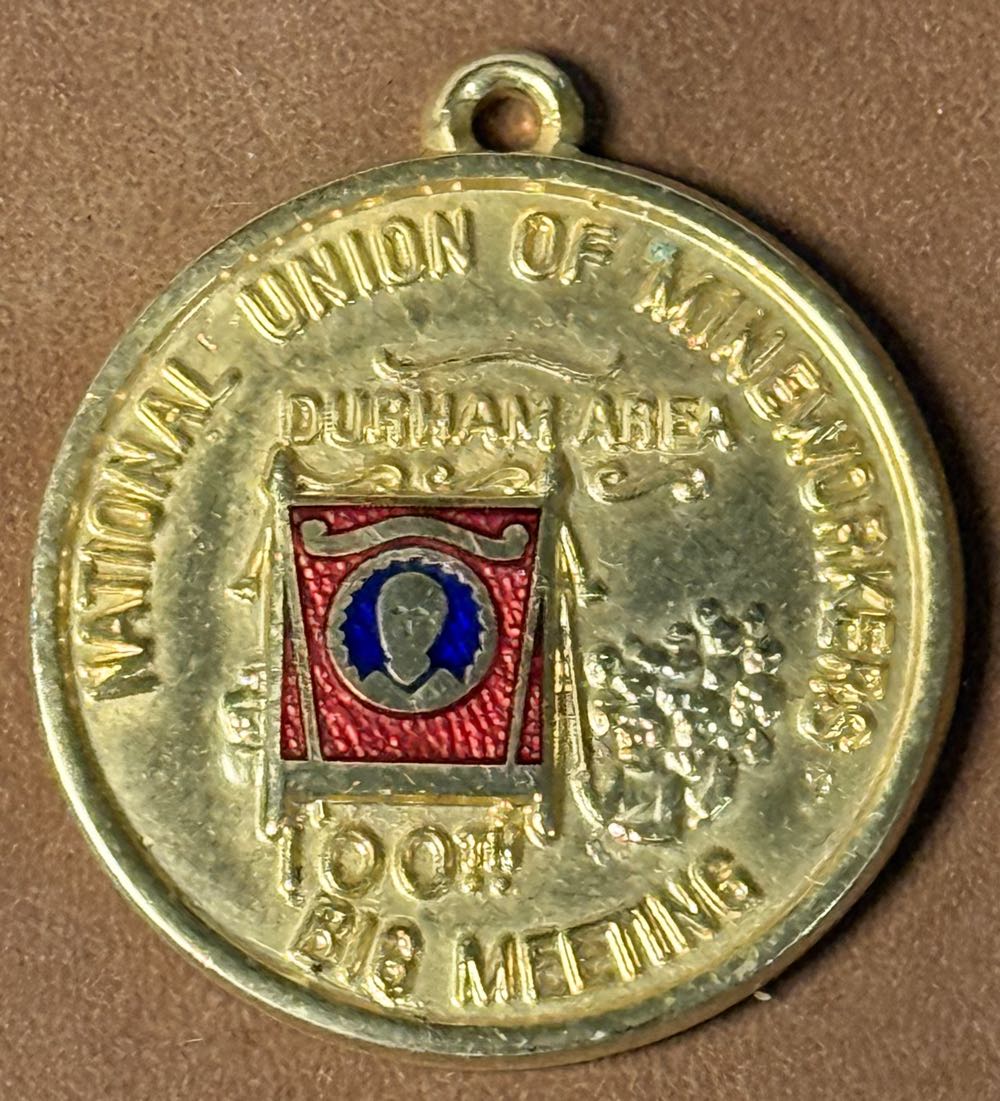 NATIONAL UNION OF MINEWORKERS
DURHAM AREA
100TH
BIG MEETING